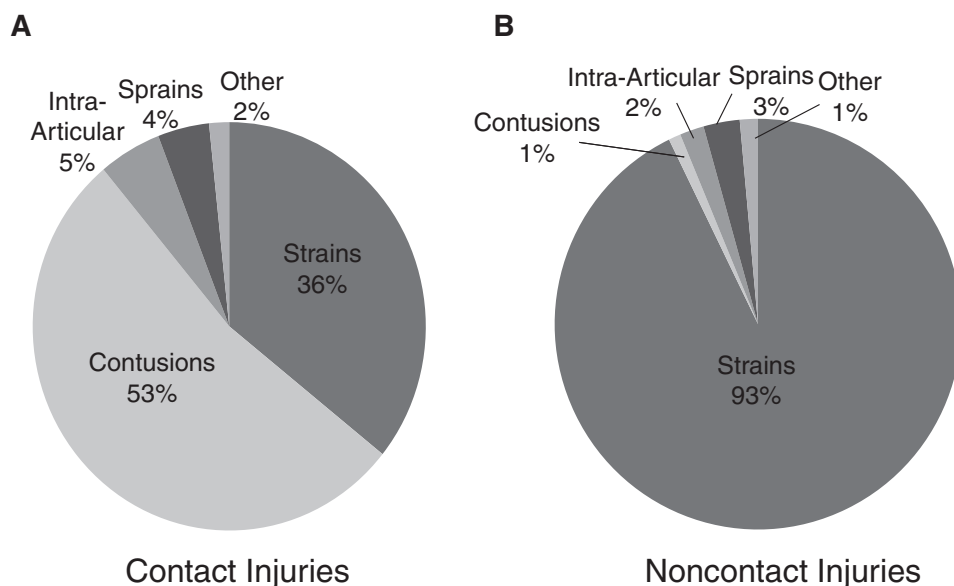 A
Intra-
Articular
5%
Sprains
4%
Other
2%
Strains
36%
Contusions
53%
Contact Injuries
B
Contusions
1%
Intra-Articular
2%
Sprains
3%
Other
1%
Strains
93%
Noncontact Injuries